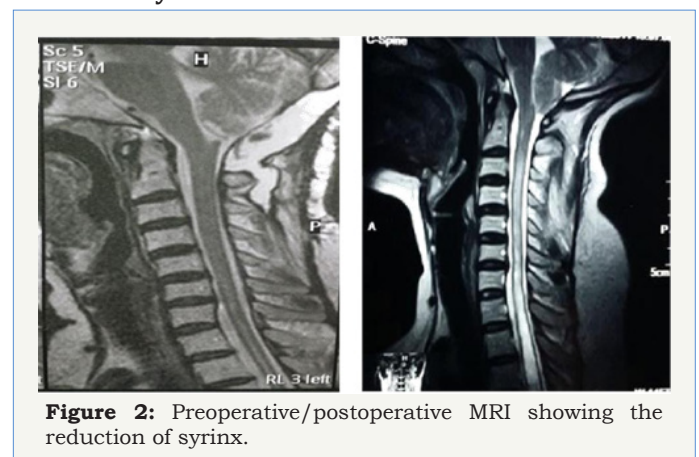 Sc 5
TSE/M
Sl 6
H
P
RL 3 left
C-Spine
A
P
5cm
Figure 2: Preoperative/postoperative MRI showing the
reduction of syrinx.